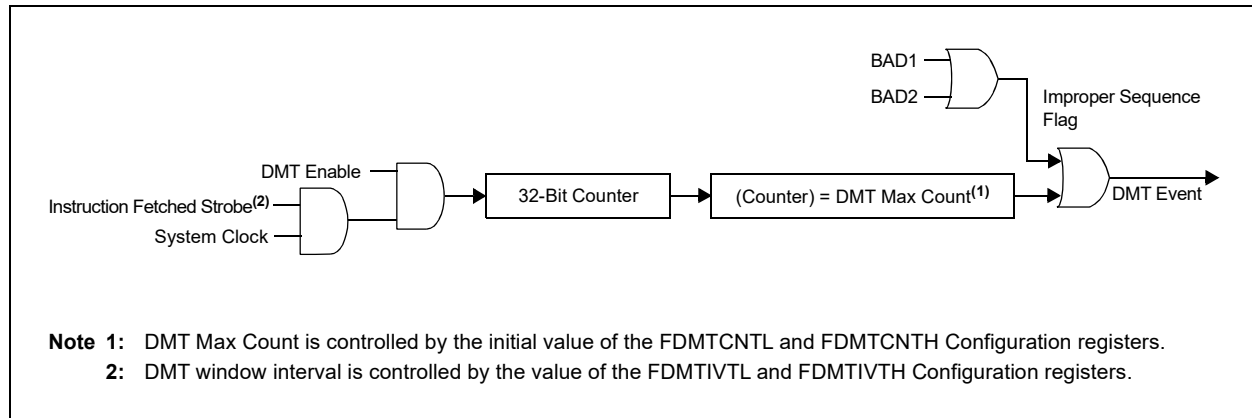 BAD1
BAD2
Improper Sequence
Flag
DMT Enable
Instruction Fetched Strobe(2)
System Clock
32-Bit Counter
(Counter) = DMT Max Count(1)
DMT Event
Note 1: DMT Max Count is controlled by the initial value of the FDMTCNTL and FDMTCNTH Configuration registers.
2: DMT window interval is controlled by the value of the FDMTIVTL and FDMTIVTH Configuration registers.